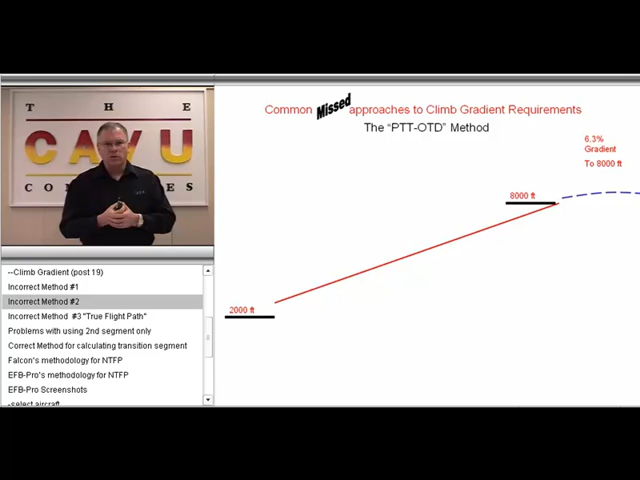 T H E
CAVU
COMPANIES
--Climb Gradient (post 19)
Incorrect Method #1
Incorrect Method #2
Incorrect Method #3 "True Flight Path"
Problems with using 2nd segment only
Correct Method for calculating transition segment
Falcon's methodology for NTFP
EFB-Pro's methodology for NTFP
EFB-Pro Screenshots
-select aircraft
Common Missed approaches to Climb Gradient Requirements
The "PTT-OTD" Method
6.3%
Gradient
To 8000 ft
8000 ft
2000 ft